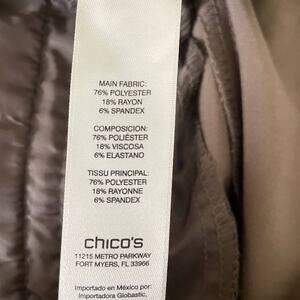 MAIN FABRIC:
76% POLYESTER
18% RAYON
6% SPANDEX
COMPOSICION:
76% POLIÉSTER
18% VISCOSA
6% ELASTANO
TISSU PRINCIPAL:
76% POLYESTER
18% RAYONNE
6% SPANDEX
chico's
11215 METRO PARKWAY
FORT MYERS, FL 33966
Importado en México por:
Importadora Globastic,